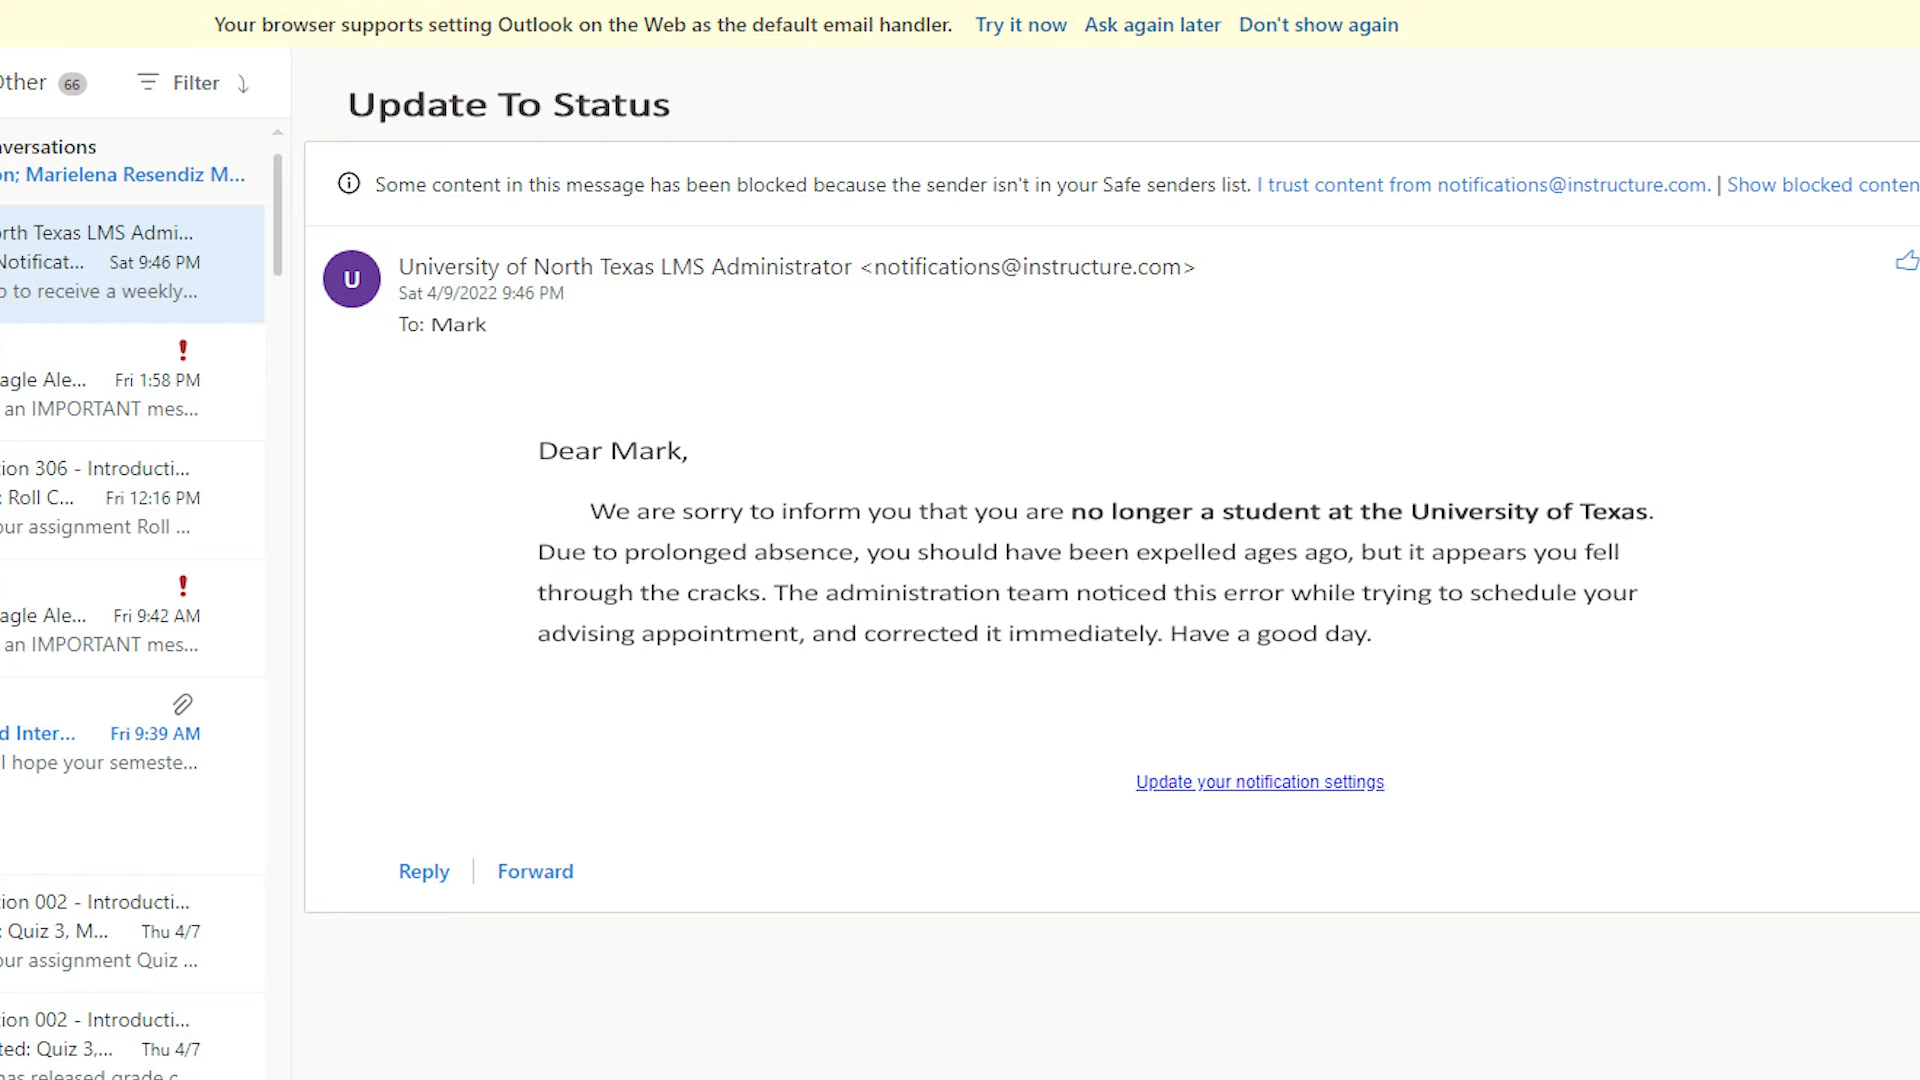 Your browser supports setting Outlook on the Web as the default email handler. Try it now Ask again later Don't show again
Other 66 Filter
Update To Status
versations
on; Marielena Resendiz M...
Some content in this message has been blocked because the sender isn't in your Safe senders list. I trust content from notifications@instructure.com. | Show blocked conten
rth Texas LMS Admi...
Notificat... Sat 9:46 PM
o to receive a weekly...
U
University of North Texas LMS Administrator <notifications@instructure.com>
Sat 4/9/2022 9:46 PM
To: Mark
agle Ale... Fri 1:58 PM
an IMPORTANT mes...
Dear Mark,
ion 306 - Introducti...
: Roll C... Fri 12:16 PM
our assignment Roll ...
We are sorry to inform you that you are no longer a student at the University of Texas.
Due to prolonged absence, you should have been expelled ages ago, but it appears you fell
through the cracks. The administration team noticed this error while trying to schedule your
advising appointment, and corrected it immediately. Have a good day.
agle Ale... Fri 9:42 AM
an IMPORTANT mes...
d Inter... Fri 9:39 AM
I hope your semeste...
Update your notification settings
Reply | Forward
ion 002 - Introducti...
: Quiz 3, M... Thu 4/7
our assignment Quiz ...
ion 002 - Introducti...
ted: Quiz 3,... Thu 4/7
has released grade c